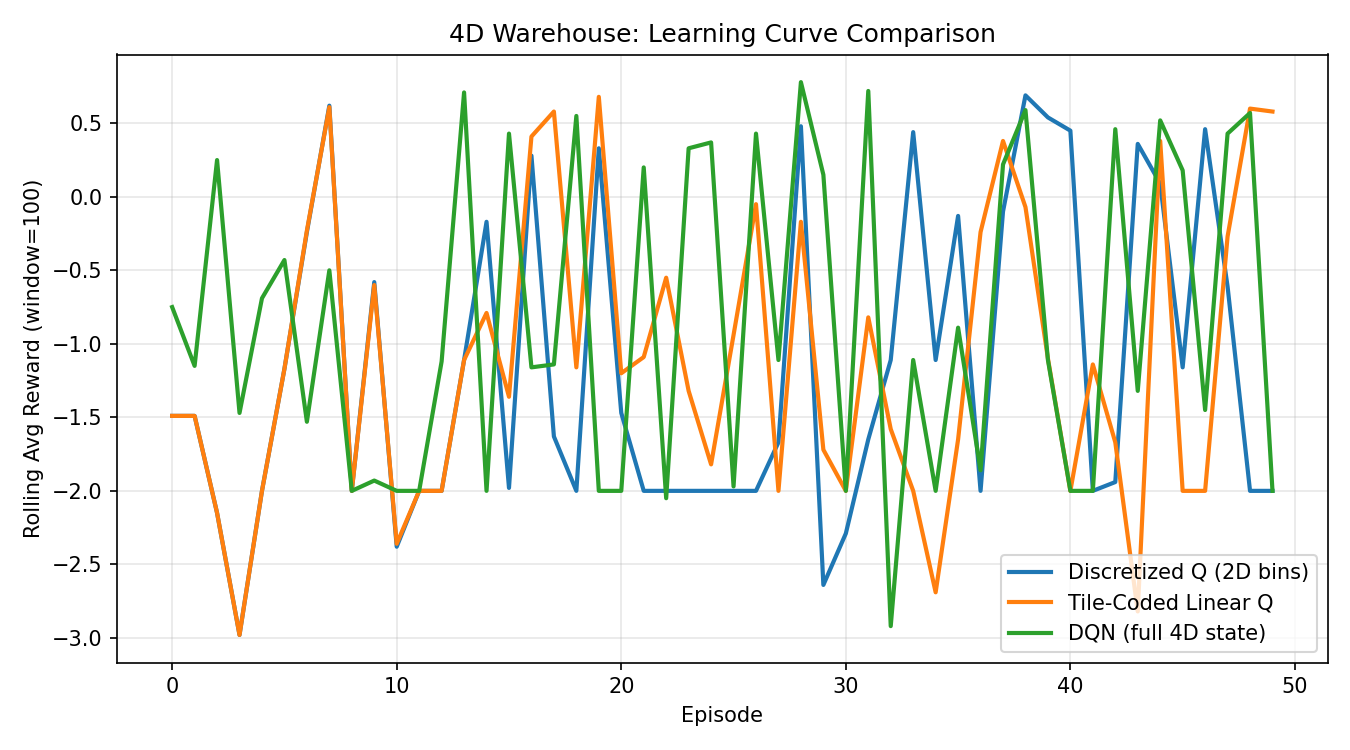 4D Warehouse: Learning Curve Comparison
Rolling Avg Reward (window=100)
0.5
0.0
−0.5
−1.0
−1.5
−2.0
−2.5
−3.0
Discretized Q (2D bins)
Tile-Coded Linear Q
DQN (full 4D state)
0 10 20 30 40 50
Episode